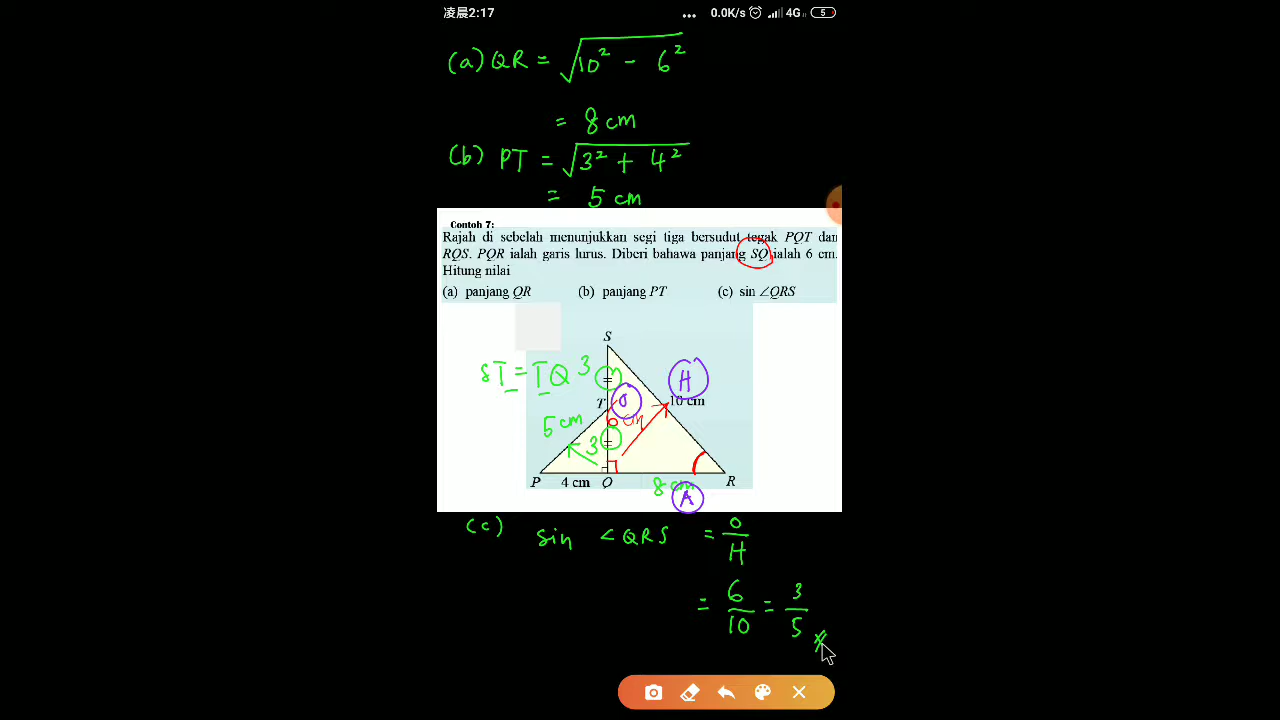 凌晨2:17 ... 0.0K/s 4G 5
(a) QR = √10² - 6²
= 8 cm
(b) PT = √3² + 4²
= 5 cm
Contoh 7:
Rajah di sebelah menunjukkan segi tiga bersudut tegak PQT dan
RQS. PQR ialah garis lurus. Diberi bahawa panjang SQ ialah 6 cm.
Hitung nilai
(a) panjang QR (b) panjang PT (c) sin ∠QRS
S
ST = TQ 3
H
T O 10 cm
5 cm
3
P 4 cm Q 8 cm R
A
(c) sin ∠QRS = O/H
= 6/10 = 3/5